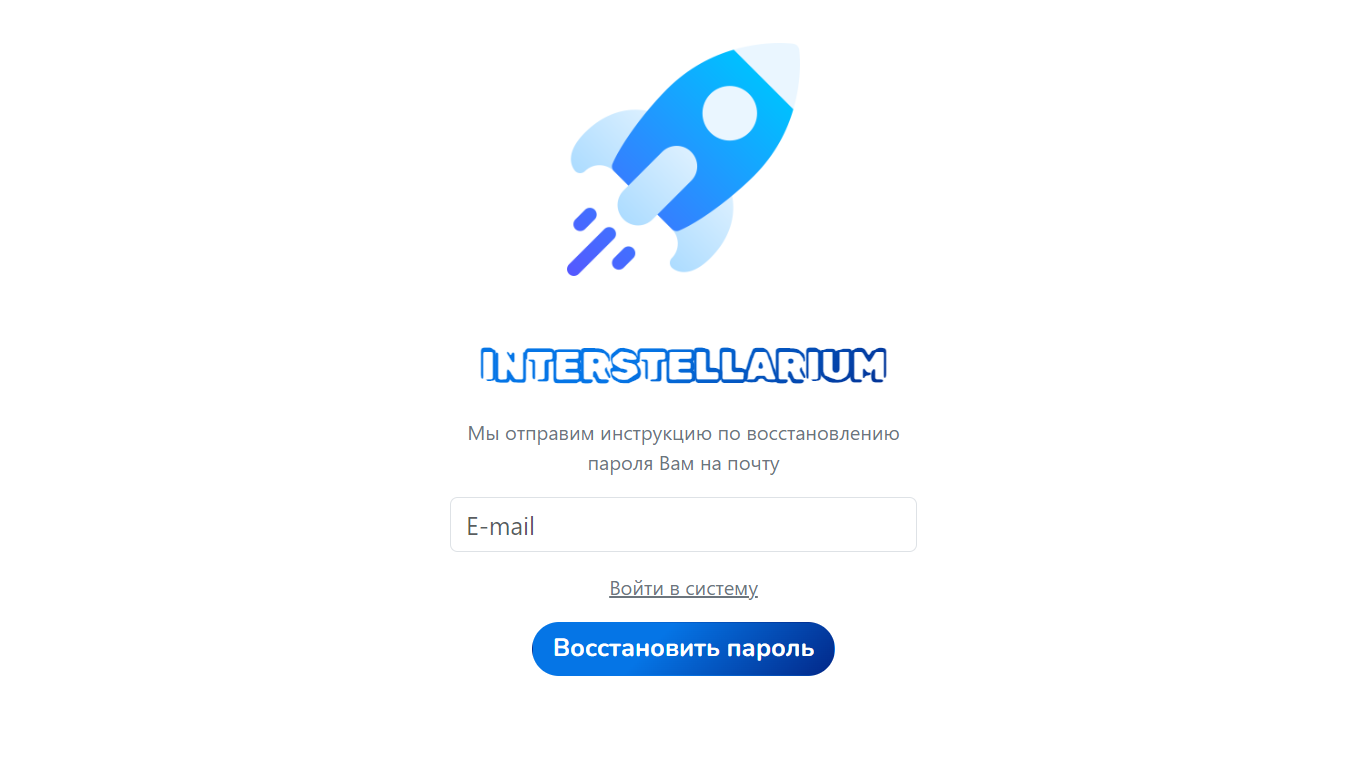 INTERSTELLARIUM
Мы отправим инструкцию по восстановлению
пароля Вам на почту
E-mail
Войти в систему
Восстановить пароль